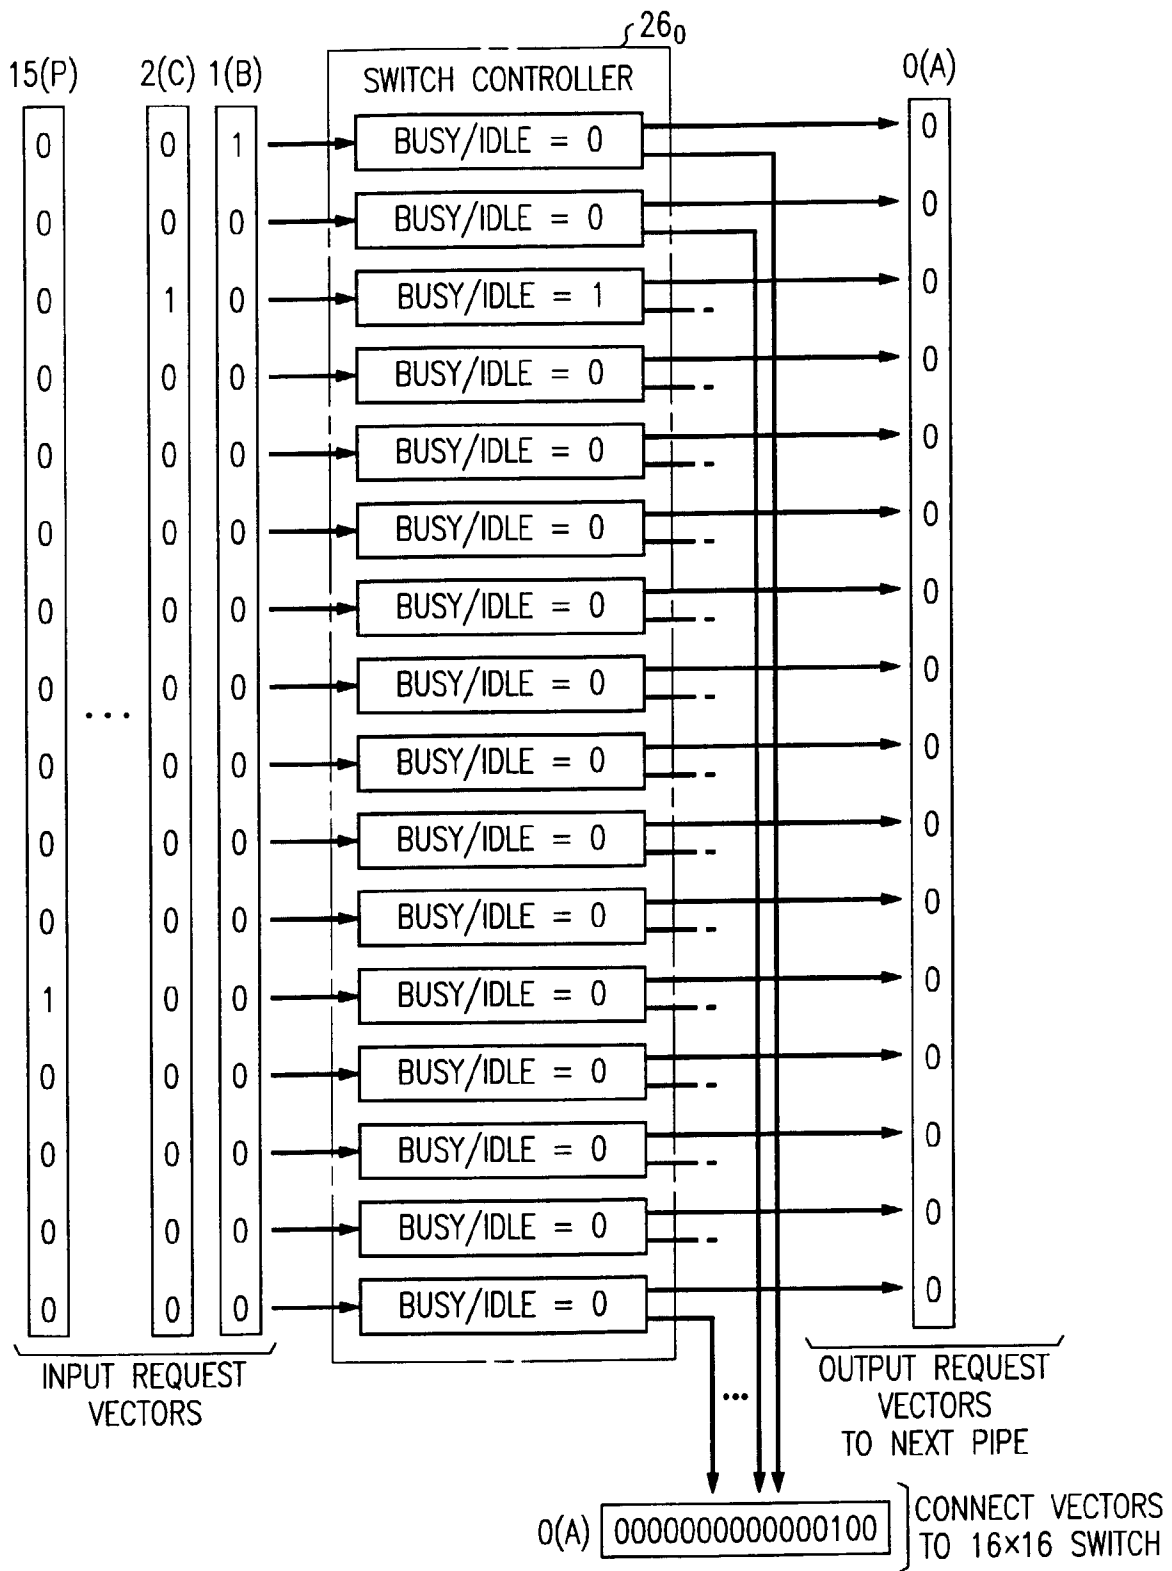 26₀
15(P) 2(C) 1(B) SWITCH CONTROLLER 0(A)
0 0 1 BUSY/IDLE = 0 0
0 0 0 BUSY/IDLE = 0 0
0 1 0 BUSY/IDLE = 1 0
0 0 0 BUSY/IDLE = 0 0
0 0 0 BUSY/IDLE = 0 0
0 0 0 BUSY/IDLE = 0 0
0 0 0 BUSY/IDLE = 0 0
0 0 0 BUSY/IDLE = 0 0
...
0 0 0 BUSY/IDLE = 0 0
0 0 0 BUSY/IDLE = 0 0
0 0 0 BUSY/IDLE = 0 0
1 0 0 BUSY/IDLE = 0 0
0 0 0 BUSY/IDLE = 0 0
0 0 0 BUSY/IDLE = 0 0
0 0 0 BUSY/IDLE = 0 0
0 0 0 BUSY/IDLE = 0 0
INPUT REQUEST
VECTORS
...
OUTPUT REQUEST
VECTORS
TO NEXT PIPE
0(A) 0000000000000100
CONNECT VECTORS
TO 16×16 SWITCH